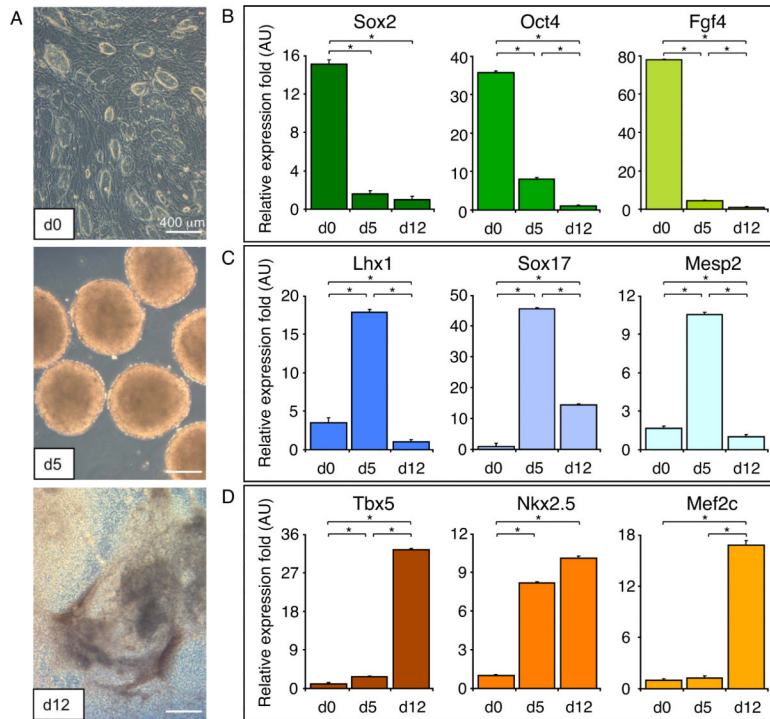 A
d0
400 µm
d5
d12
B
Relative expression fold (AU)
Sox2
*
*
16
12
8
4
0
d0 d5 d12
Oct4
*
* *
40
30
20
10
0
d0 d5 d12
Fgf4
*
* *
80
60
40
20
0
d0 d5 d12
C
Relative expression fold (AU)
Lhx1
*
* *
20
15
10
5
0
d0 d5 d12
Sox17
*
* *
50
40
30
20
10
0
d0 d5 d12
Mesp2
*
* *
12
9
6
3
0
d0 d5 d12
D
Relative expression fold (AU)
Tbx5
*
* *
36
27
18
9
0
d0 d5 d12
Nkx2.5
*
*
12
9
6
3
0
d0 d5 d12
Mef2c
*
*
18
12
6
0
d0 d5 d12